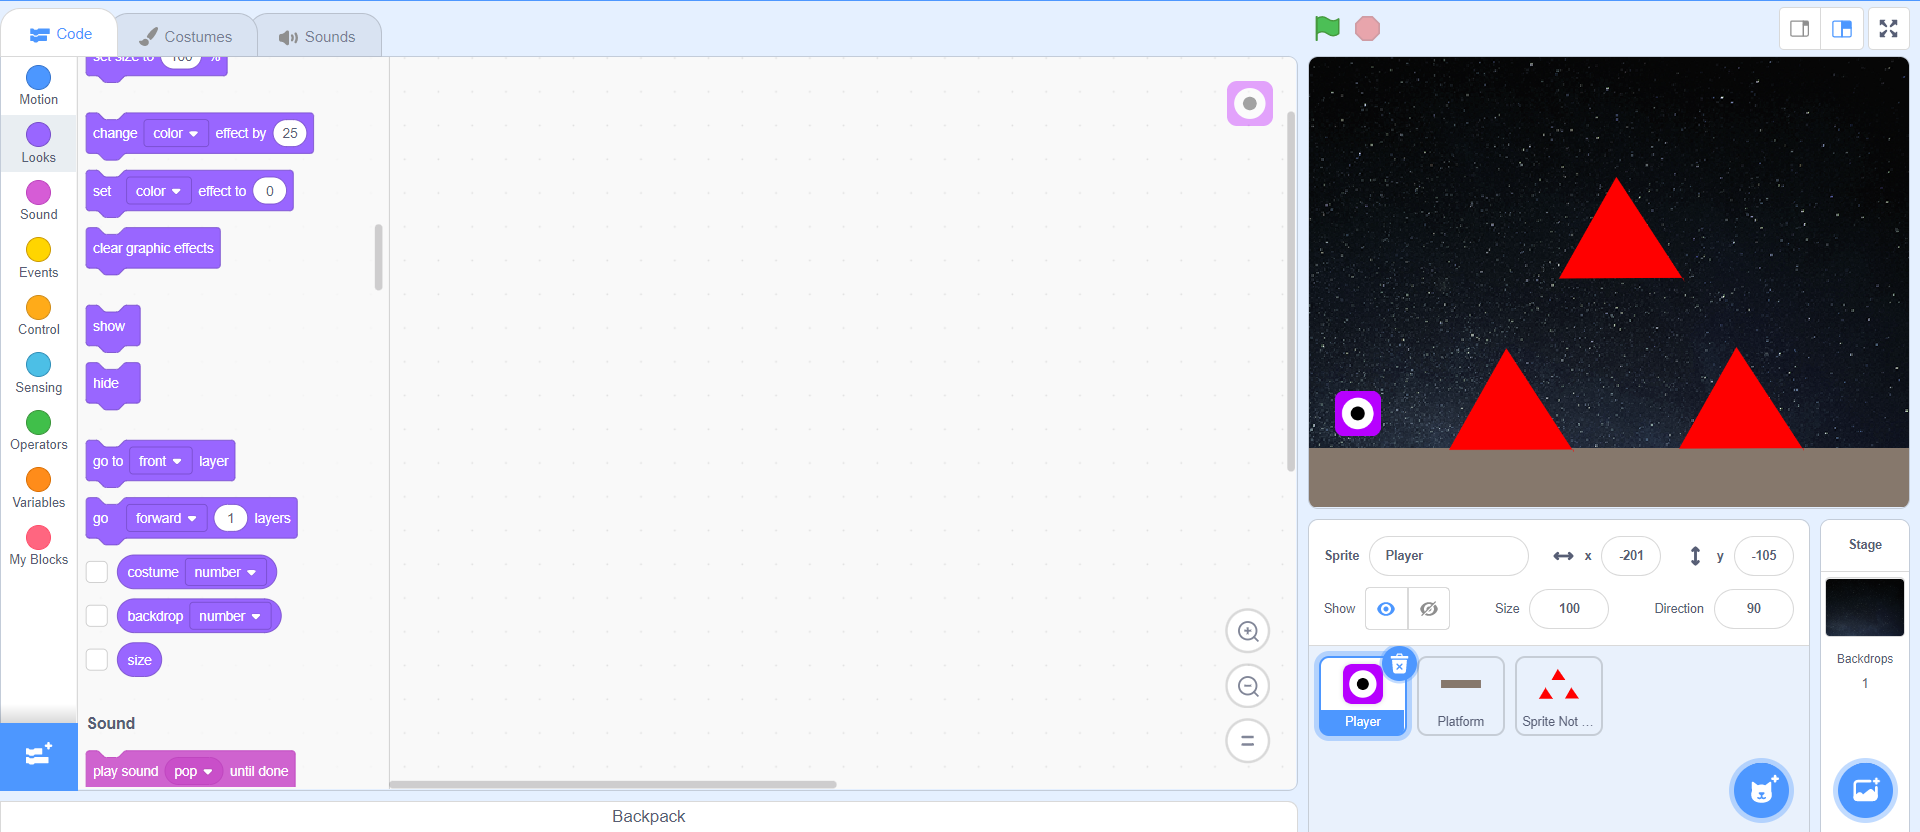 Code
Costumes
Sounds
Motion
Looks
Sound
Events
Control
Sensing
Operators
Variables
My Blocks
set size to 100 %
change color effect by 25
set color effect to 0
clear graphic effects
show
hide
go to front layer
go forward 1 layers
costume number
backdrop number
size
Sound
play sound pop until done
Backpack
Sprite Player x -201 y -105
Show Size 100 Direction 90
Player
Platform
Sprite Not ...
Stage
Backdrops
1